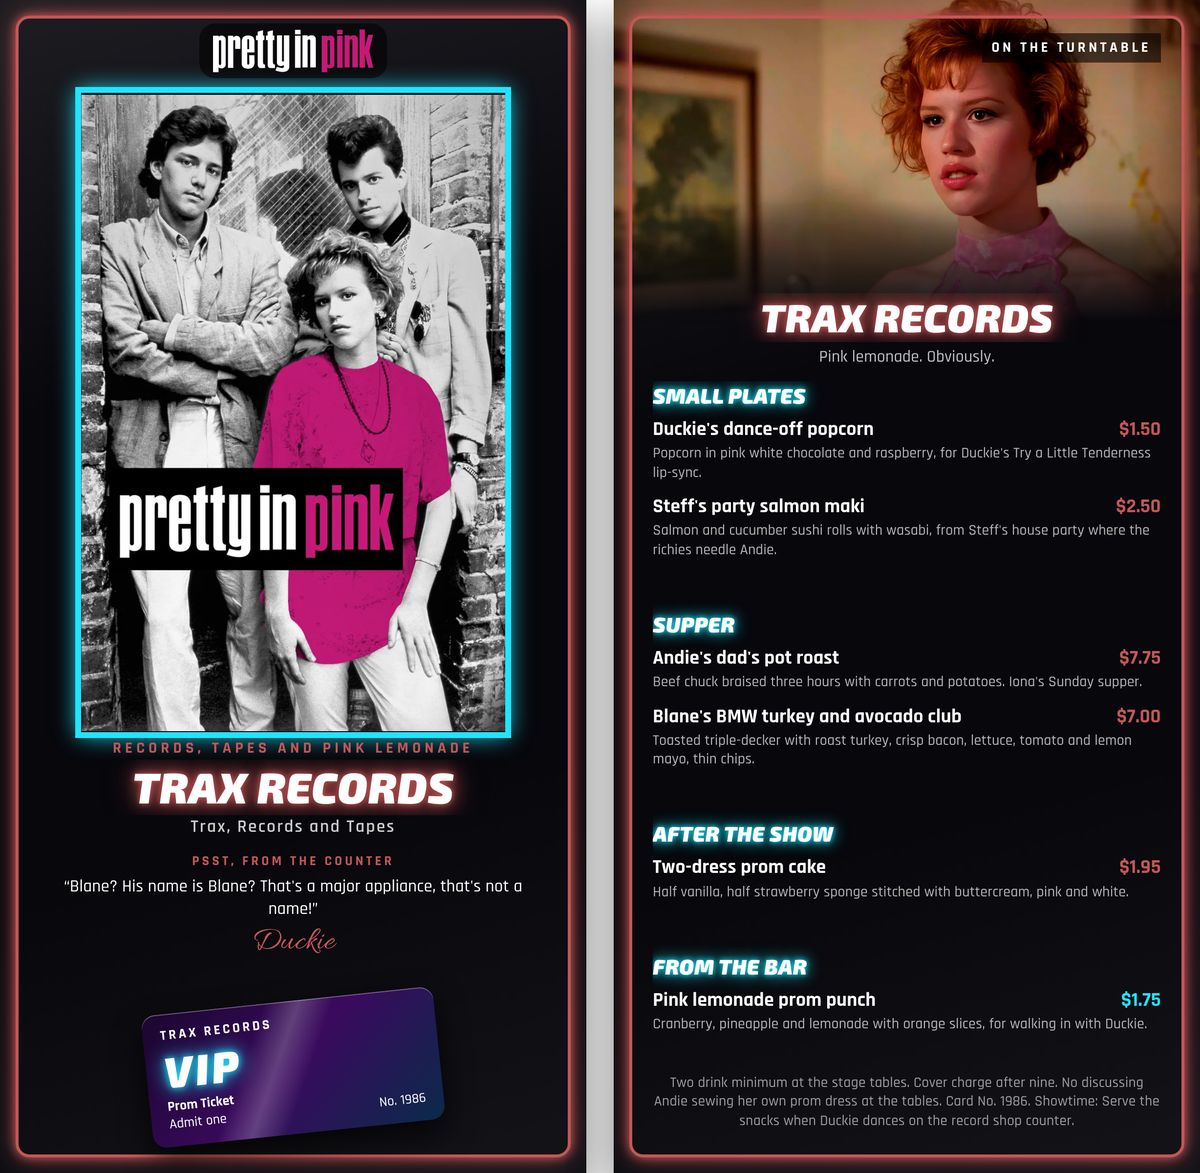 pretty in pink
pretty in pink
RECORDS, TAPES AND PINK LEMONADE
TRAX RECORDS
Trax, Records and Tapes
PSST, FROM THE COUNTER
“Blane? His name is Blane? That's a major appliance, that's not a
name!”
Duckie
TRAX RECORDS
VIP
Prom Ticket
Admit one
No. 1986
ON THE TURNTABLE
TRAX RECORDS
Pink lemonade. Obviously.
SMALL PLATES
Duckie's dance-off popcorn $1.50
Popcorn in pink white chocolate and raspberry, for Duckie's Try a Little Tenderness
lip-sync.
Steff's party salmon maki $2.50
Salmon and cucumber sushi rolls with wasabi, from Steff's house party where the
richies needle Andie.
SUPPER
Andie's dad's pot roast $7.75
Beef chuck braised three hours with carrots and potatoes. Iona's Sunday supper.
Blane's BMW turkey and avocado club $7.00
Toasted triple-decker with roast turkey, crisp bacon, lettuce, tomato and lemon
mayo, thin chips.
AFTER THE SHOW
Two-dress prom cake $1.95
Half vanilla, half strawberry sponge stitched with buttercream, pink and white.
FROM THE BAR
Pink lemonade prom punch $1.75
Cranberry, pineapple and lemonade with orange slices, for walking in with Duckie.
Two drink minimum at the stage tables. Cover charge after nine. No discussing
Andie sewing her own prom dress at the tables. Card No. 1986. Showtime: Serve the
snacks when Duckie dances on the record shop counter.